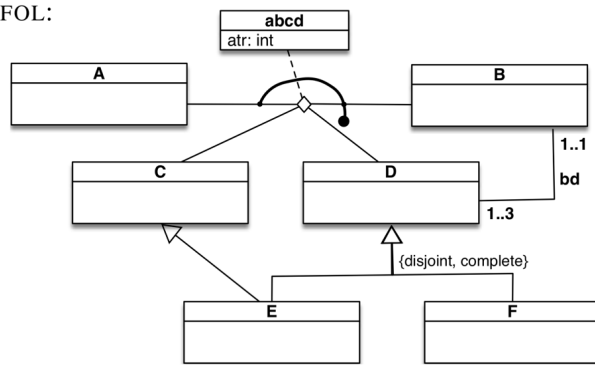 FOL:
abcd
atr: int
A
B
1..1
bd
C
D
1..3
{disjoint, complete}
E
F